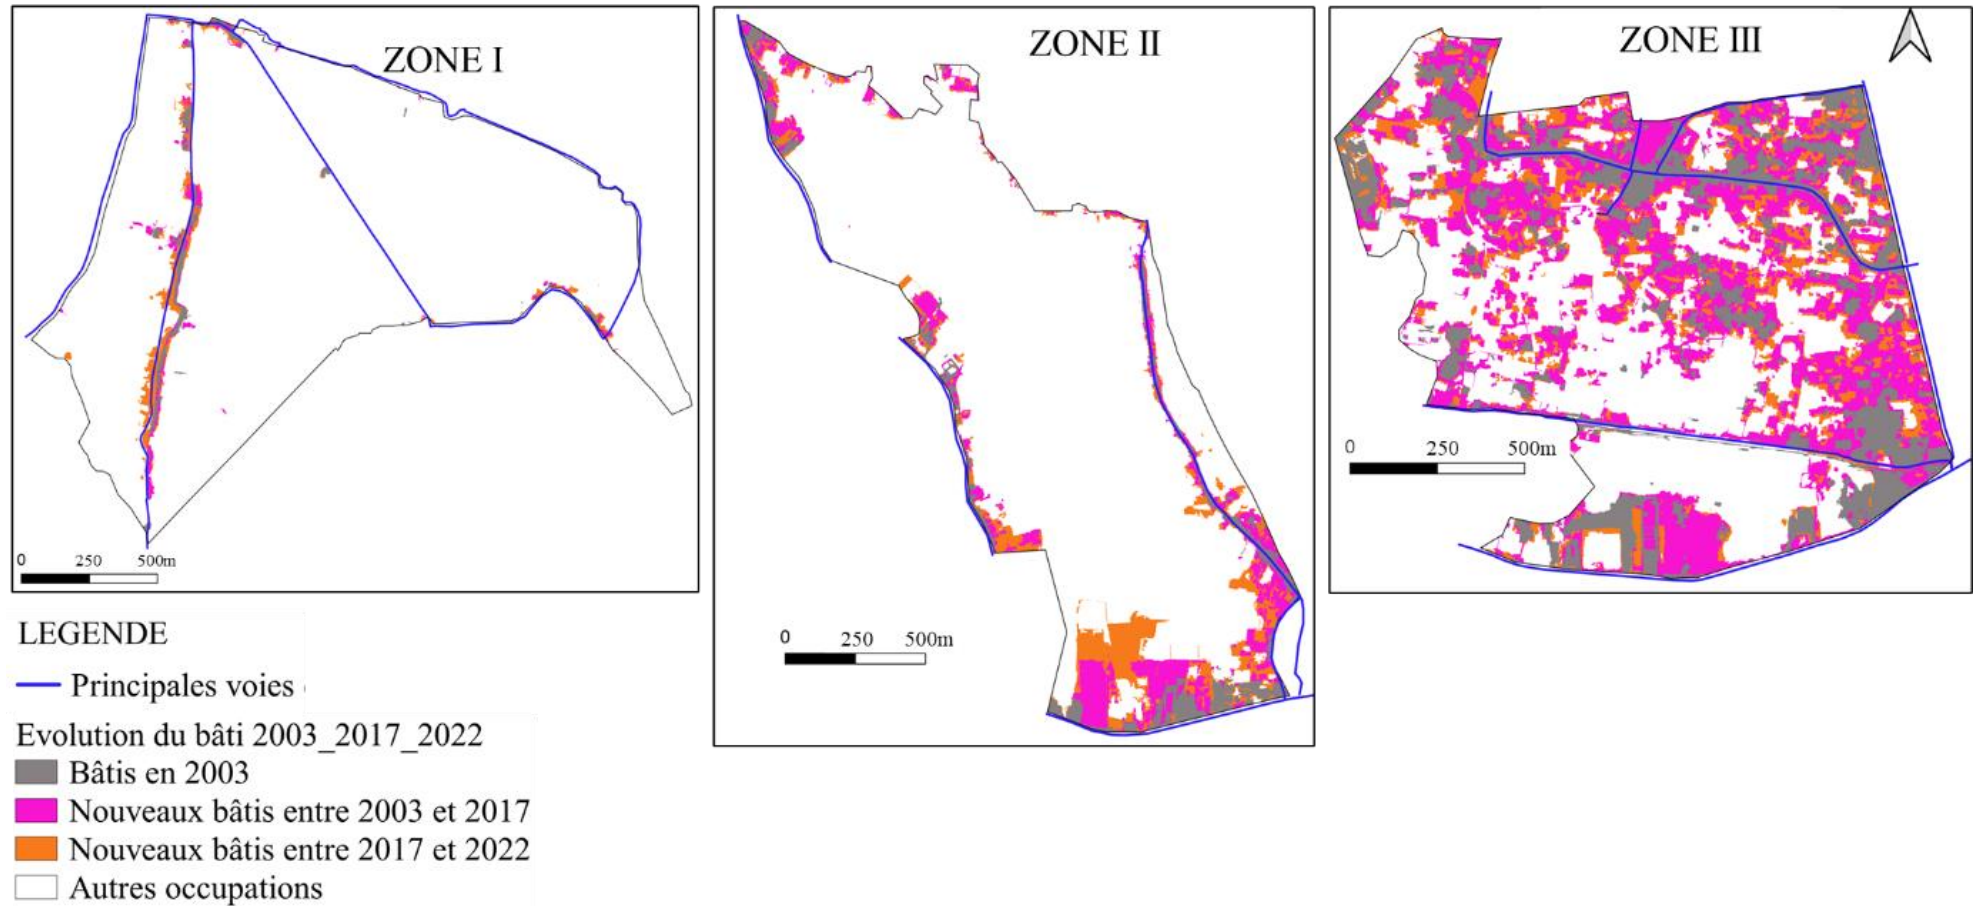 ZONE I
0 250 500m
ZONE II
0 250 500m
ZONE III
0 250 500m
LEGENDE
Principales voies
Evolution du bâti 2003_2017_2022
Bâtis en 2003
Nouveaux bâtis entre 2003 et 2017
Nouveaux bâtis entre 2017 et 2022
Autres occupations